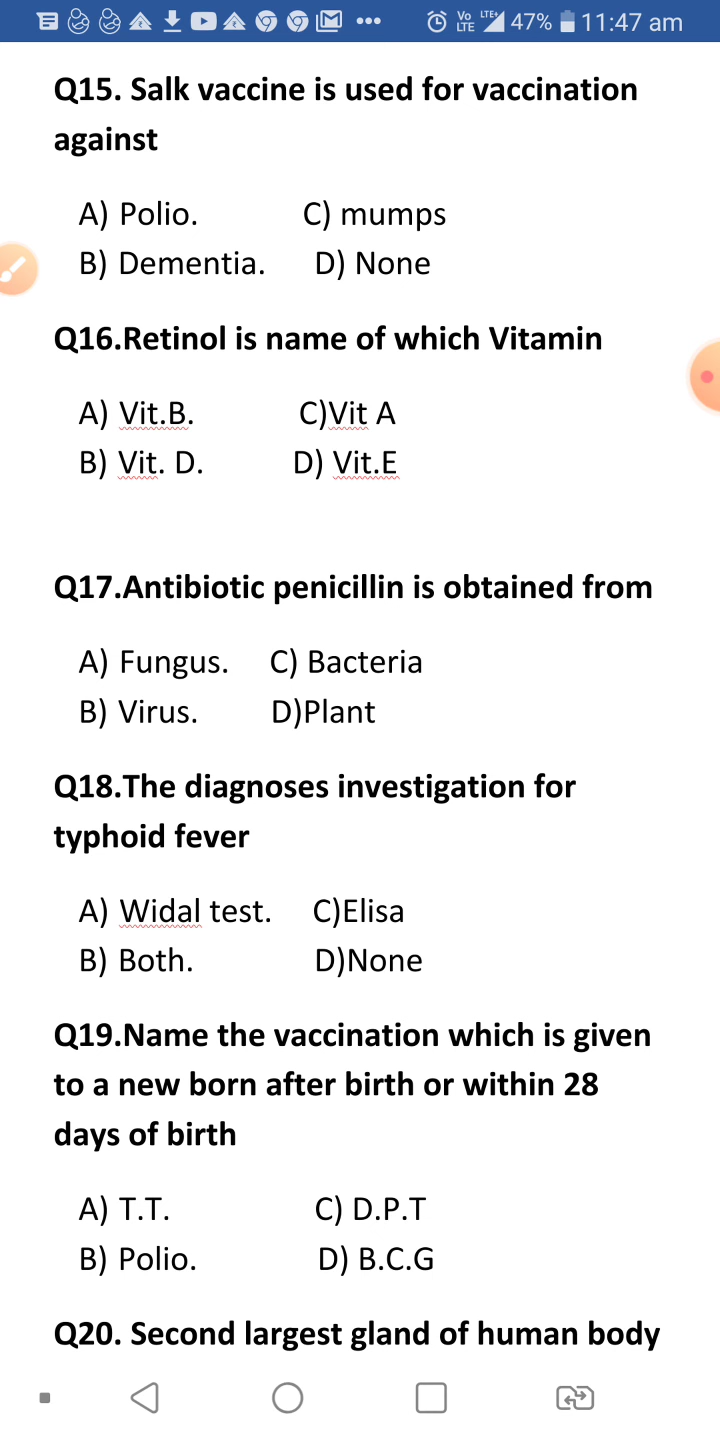 Vo LTE LTE+ 47% 11:47 am
Q15. Salk vaccine is used for vaccination
against
A) Polio. C) mumps
B) Dementia. D) None
Q16.Retinol is name of which Vitamin
A) Vit.B. C)Vit A
B) Vit. D. D) Vit.E
Q17.Antibiotic penicillin is obtained from
A) Fungus. C) Bacteria
B) Virus. D)Plant
Q18.The diagnoses investigation for
typhoid fever
A) Widal test. C)Elisa
B) Both. D)None
Q19.Name the vaccination which is given
to a new born after birth or within 28
days of birth
A) T.T. C) D.P.T
B) Polio. D) B.C.G
Q20. Second largest gland of human body